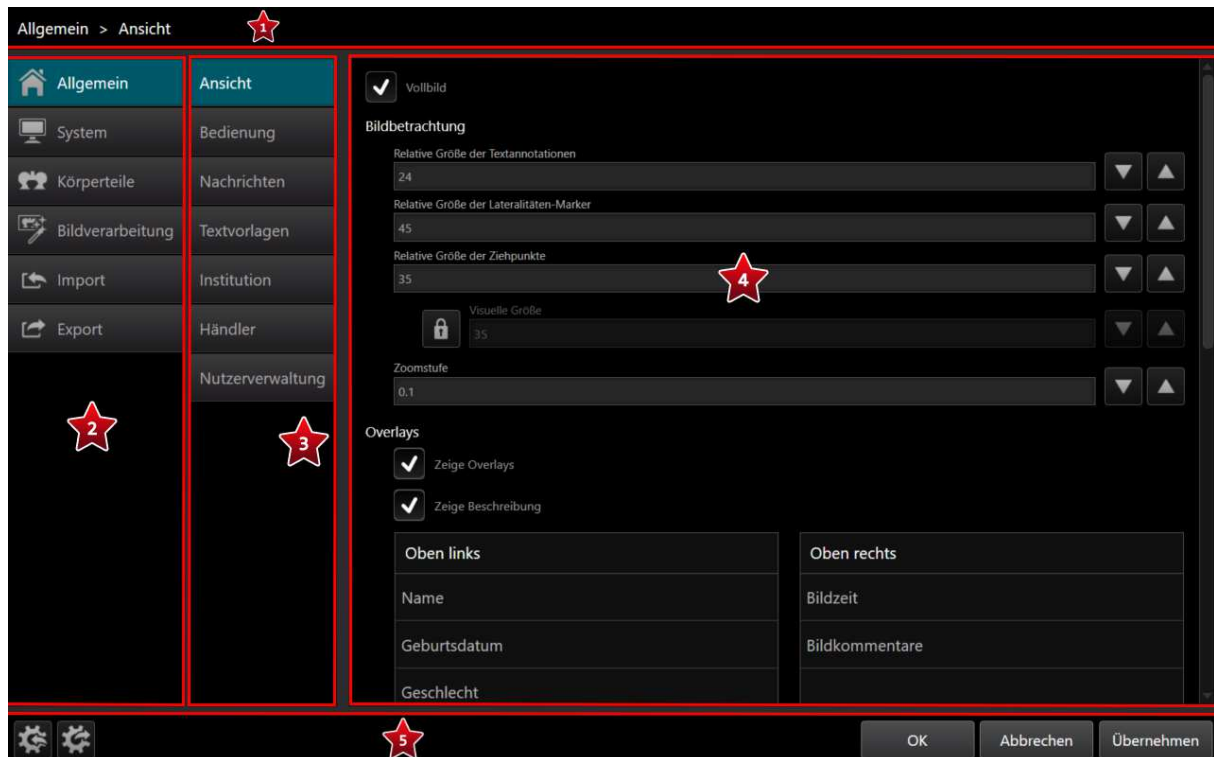 Allgemein > Ansicht
1
Allgemein
System
Körperteile
Bildverarbeitung
Import
Export
2
Ansicht
Bedienung
Nachrichten
Textvorlagen
Institution
Händler
Nutzerverwaltung
3
Vollbild
Bildbetrachtung
Relative Größe der Textannotationen
24
Relative Größe der Lateralitäten-Marker
45
Relative Größe der Ziehpunkte
35
4
Visuelle Größe
35
Zoomstufe
0.1
Overlays
Zeige Overlays
Zeige Beschreibung
Oben links
Name
Geburtsdatum
Geschlecht
Oben rechts
Bildzeit
Bildkommentare
5
OK
Abbrechen
Übernehmen